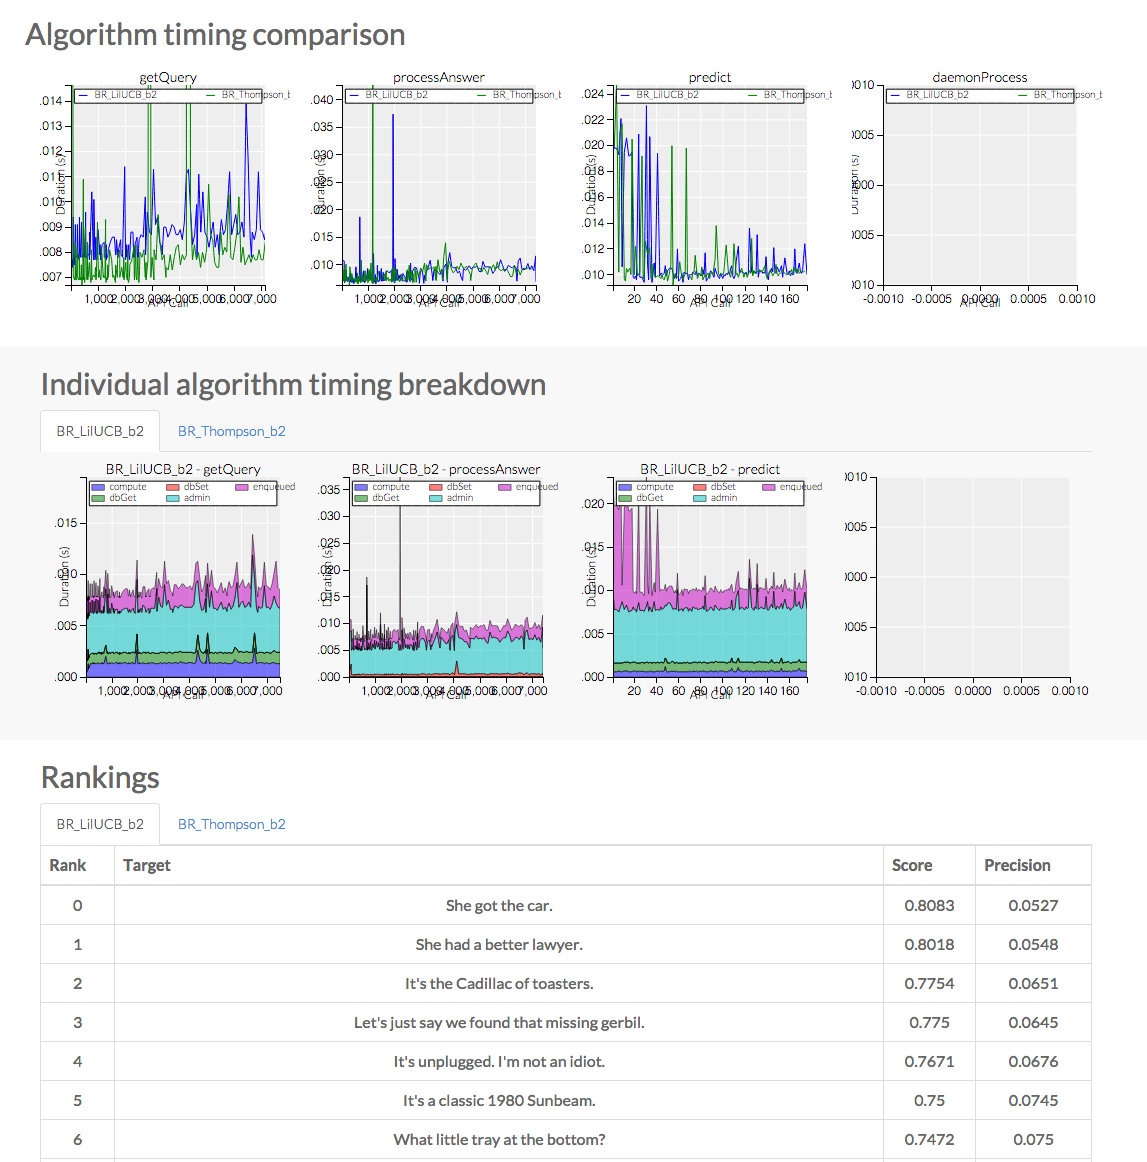 Algorithm timing comparison
getQuery
BR_LilUCB_b2 BR_Thompson_b
.014
.013
.012
.011
.010
.009
.008
.007
Duration (s)
1,000 2,000 3,000 4,000 5,000 6,000 7,000
API Call
processAnswer
BR_LilUCB_b2 BR_Thompson_b
.040
.035
.030
.025
.020
.015
.010
Duration (s)
1,000 2,000 3,000 4,000 5,000 6,000 7,000
API Call
predict
BR_LilUCB_b2 BR_Thompson_b
.024
.022
.020
.018
.016
.014
.012
.010
Duration (s)
20 40 60 80 100 120 140 160
API Call
daemonProcess
BR_LilUCB_b2 BR_Thompson_b
0010
0005
0000
0005
0010
Duration (s)
-0.0010 -0.0005 0.0000 0.0005 0.0010
API Call
Individual algorithm timing breakdown
BR_LilUCB_b2 BR_Thompson_b2
BR_LilUCB_b2 - getQuery
compute dbSet enqueued
dbGet admin
.015
.010
.005
.000
Duration (s)
1,000 2,000 3,000 4,000 5,000 6,000 7,000
API Call
BR_LilUCB_b2 - processAnswer
compute dbSet enqueued
dbGet admin
.035
.030
.025
.020
.015
.010
.005
.000
Duration (s)
1,000 2,000 3,000 4,000 5,000 6,000 7,000
API Call
BR_LilUCB_b2 - predict
compute dbSet enqueued
dbGet admin
.020
.015
.010
.005
.000
Duration (s)
20 40 60 80 100 120 140 160
API Call
0010
0005
0000
0005
0010
-0.0010 -0.0005 0.0000 0.0005 0.0010
Rankings
BR_LilUCB_b2 BR_Thompson_b2
Rank Target Score Precision
0 She got the car. 0.8083 0.0527
1 She had a better lawyer. 0.8018 0.0548
2 It's the Cadillac of toasters. 0.7754 0.0651
3 Let's just say we found that missing gerbil. 0.775 0.0645
4 It's unplugged. I'm not an idiot. 0.7671 0.0676
5 It's a classic 1980 Sunbeam. 0.75 0.0745
6 What little tray at the bottom? 0.7472 0.075